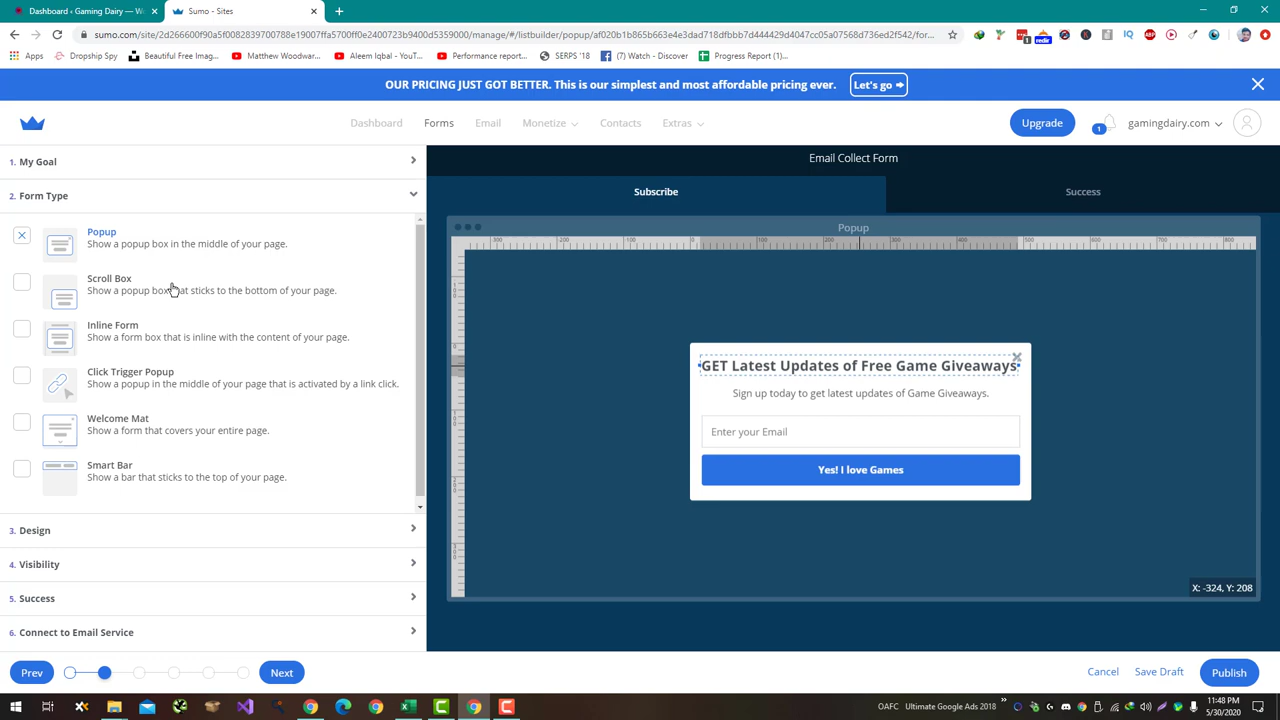 Dashboard ‹ Gaming Dairy — W
Sumo - Sites
sumo.com/site/2d266600f90a5f0082839700788e19007ffa5700ffe0e2400723b9400d5359000/manage/#/listbuilder/popup/af020b1b865b663e4e3dad718dfbbb7d444429d4047cc05a07568d736ed2f542/for...
Apps
Dropship Spy
Beautiful Free Imag...
Matthew Woodwar...
Aleem Iqbal - YouT...
Performance report...
SERPS '18
(7) Watch - Discover
Progress Report (1)...
OUR PRICING JUST GOT BETTER. This is our simplest and most affordable pricing ever.
Let's go
Dashboard
Forms
Email
Monetize
Contacts
Extras
Upgrade
1
gamingdairy.com
1. My Goal
Email Collect Form
2. Form Type
Subscribe
Success
Popup
Show a popup box in the middle of your page.
Scroll Box
Show a popup box that sticks to the bottom of your page.
Inline Form
Show a form box that is inline with the content of your page.
Click Trigger Popup
Show a popup in the middle of your page that is activated by a link click.
Welcome Mat
Show a form that covers your entire page.
Smart Bar
Show a bar that sticks to the top of your page.
Popup
GET Latest Updates of Free Game Giveaways
Sign up today to get latest updates of Game Giveaways.
Enter your Email
Yes! I love Games
X: -324, Y: 208
3. Design
4. Visibility
5. Success
6. Connect to Email Service
Prev
Next
Cancel
Save Draft
Publish
OAFC
Ultimate Google Ads 2018
11:48 PM
5/30/2020